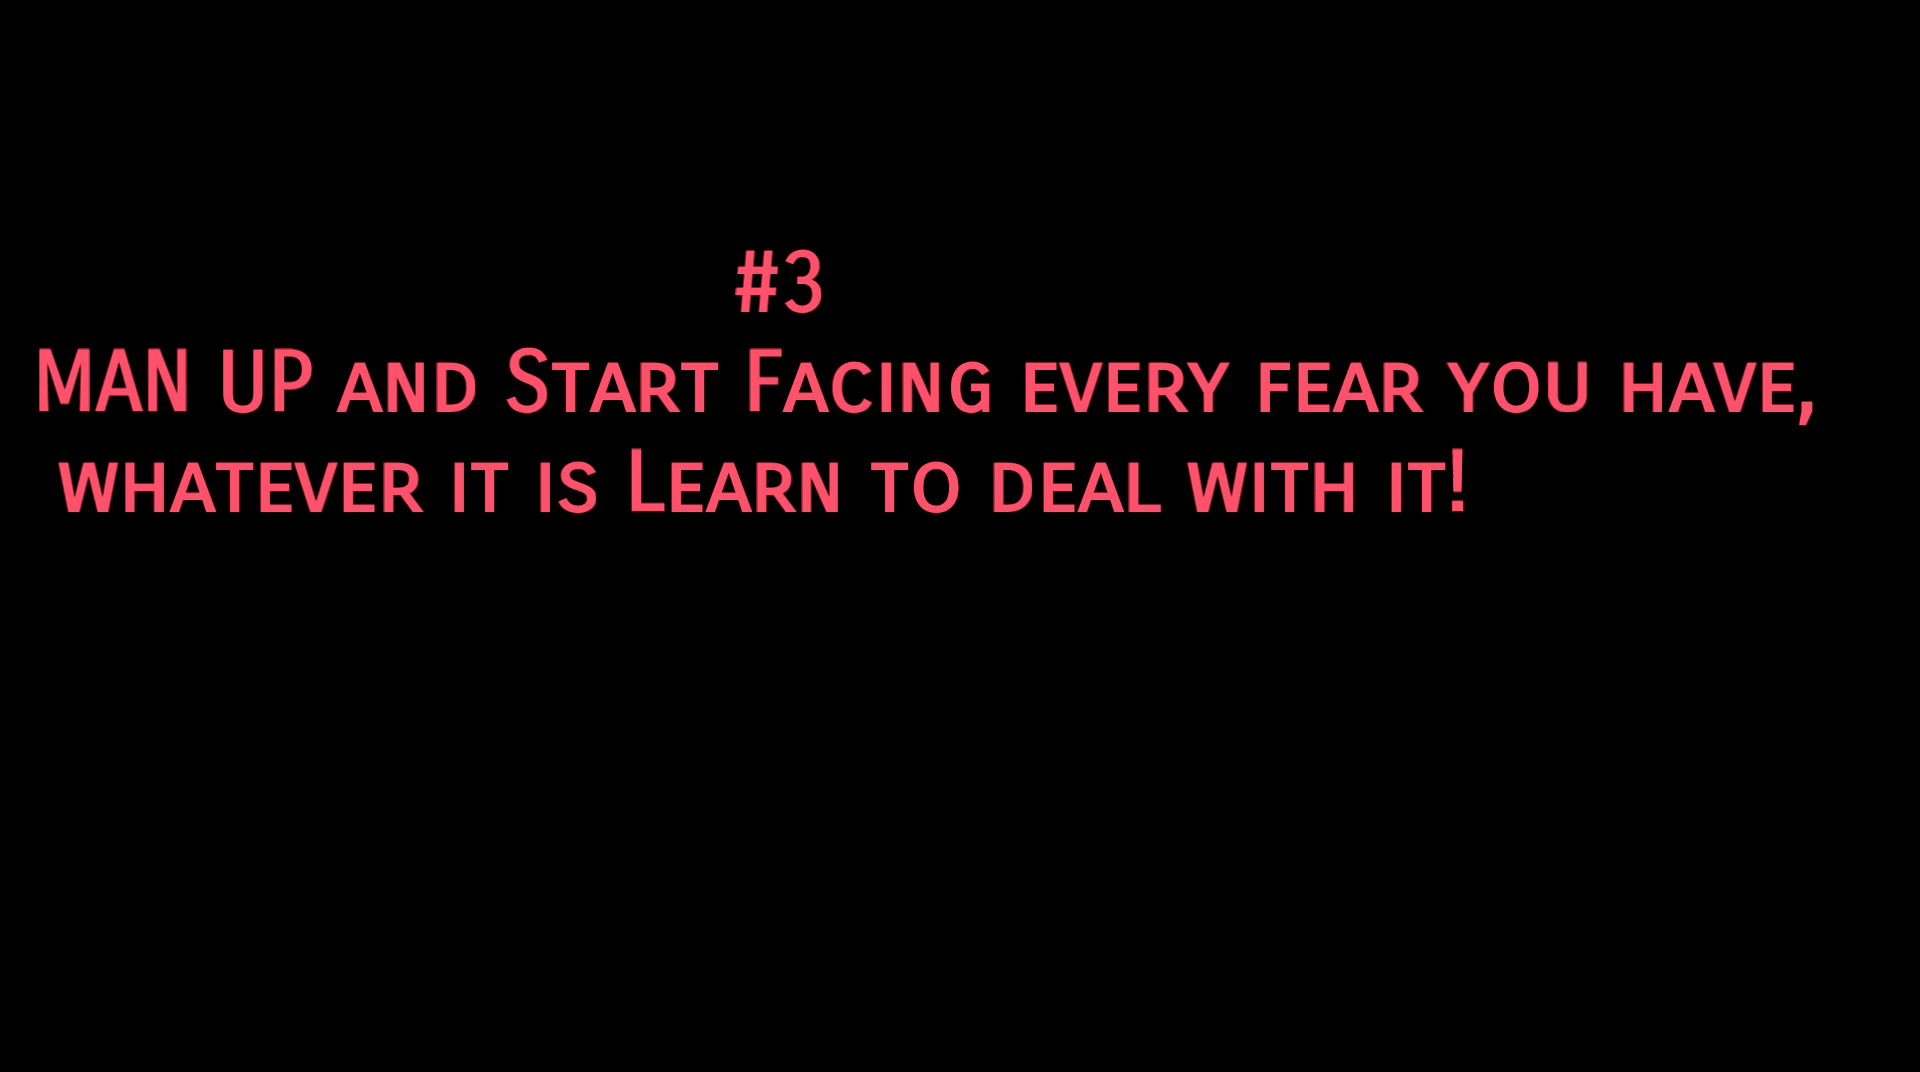 #3
MAN UP and Start Facing every fear you have,
whatever it is Learn to deal with it!